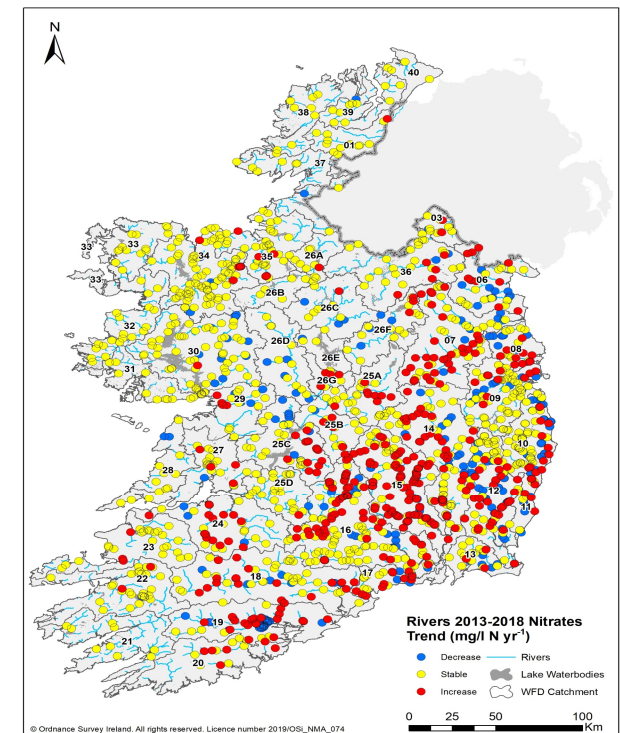 N
40
38
39
01
37
03
33
33
34
35
26A
36
33
26B
06
26C
32
26F
26D
07
08
30
26E
31
26G
25A
09
29
14
25B
10
27
25C
28
15
25D
12
11
24
16
23
13
18
17
22
19
21
20
Rivers 2013-2018 Nitrates
Trend (mg/l N yr-1)
Decrease Rivers
Stable Lake Waterbodies
Increase WFD Catchment
0 25 50 100
Km
© Ordnance Survey Ireland. All rights reserved. Licence number 2019/OSi_NMA_074